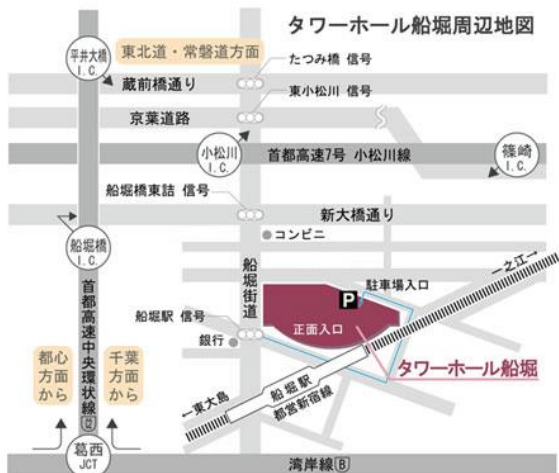 タワーホール船堀周辺地図
平井大橋
I.C.
東北道・常磐道方面
たつみ橋 信号
蔵前橋通り
東小松川 信号
京葉道路
小松川
I.C.
首都高速7号 小松川線
篠崎
I.C.
船堀橋東詰 信号
新大橋通り
コンビニ
船堀橋
I.C.
船堀街道
一之江→
駐車場入口
P
首都高速中央環状線
C2
船堀駅 信号
正面入口
銀行
タワーホール船堀
都心
方面
から
千葉
方面
から
船堀駅
都営新宿線
←東大島
葛西
JCT
湾岸線B